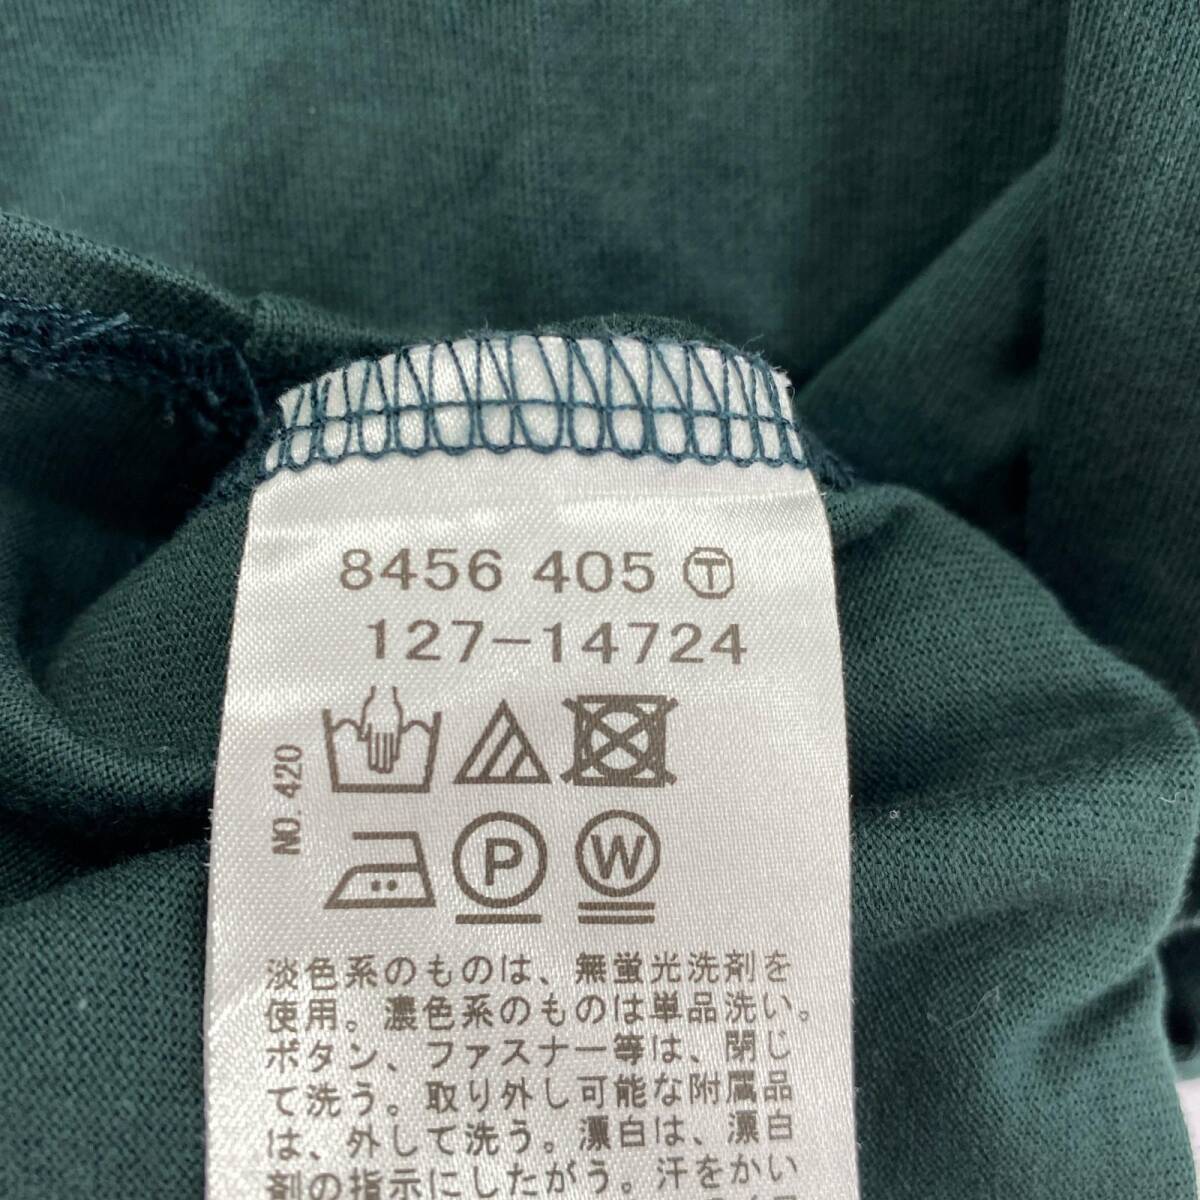 8456 405 Ⓣ
127-14724
NO. 420
P
W
淡色系のものは、無蛍光洗剤を
使用。濃色系のものは単品洗い。
ボタン、ファスナー等は、閉じ
て洗う。取り外し可能な附属品
は、外して洗う。漂白は、漂白
剤の指示にしたがう。汗をかい